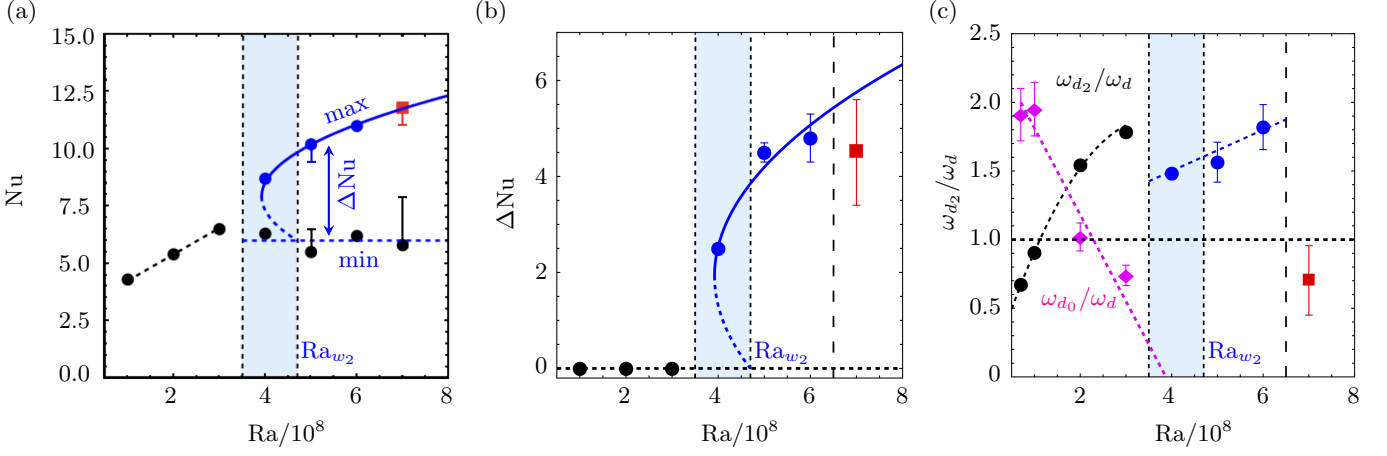 (a)
15.0
12.5
10.0
7.5
5.0
2.5
0.0
Nu
max
ΔNu
min
Ra_{w_2}
2
4
6
8
Ra/10^8
(b)
6
4
2
0
ΔNu
Ra_{w_2}
2
4
6
8
Ra/10^8
(c)
2.5
2.0
1.5
1.0
0.5
0
ω_{d_2}/ω_d
ω_{d_2}/ω_d
ω_{d_0}/ω_d
Ra_{w_2}
2
4
6
8
Ra/10^8